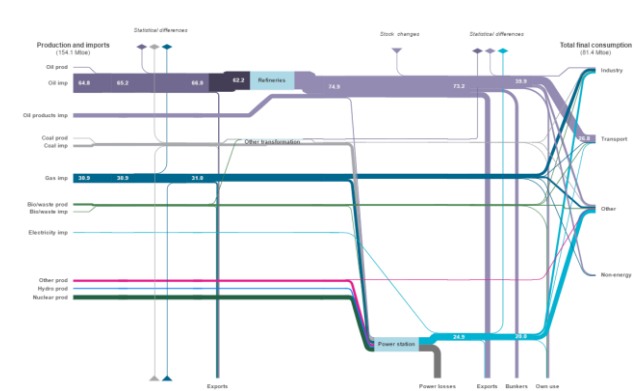 Statistical differences
Stock changes
Statistical differences
Production and imports
(154.1 Mtoe)
Total final consumption
(81.4 Mtoe)
Oil prod
Oil imp
64.8
65.3
66.8
62.2
Refineries
74.9
73.2
39.9
Industry
Oil products imp
Coal prod
Coal imp
Other transformation
Transport
Gas imp
30.9
30.9
31.6
Bio/waste prod
Bio/waste imp
Other
Electricity imp
Other prod
Hydro prod
Nuclear prod
Non-energy
Power station
24.9
20.8
Exports
Power losses
Exports
Bunkers
Own use